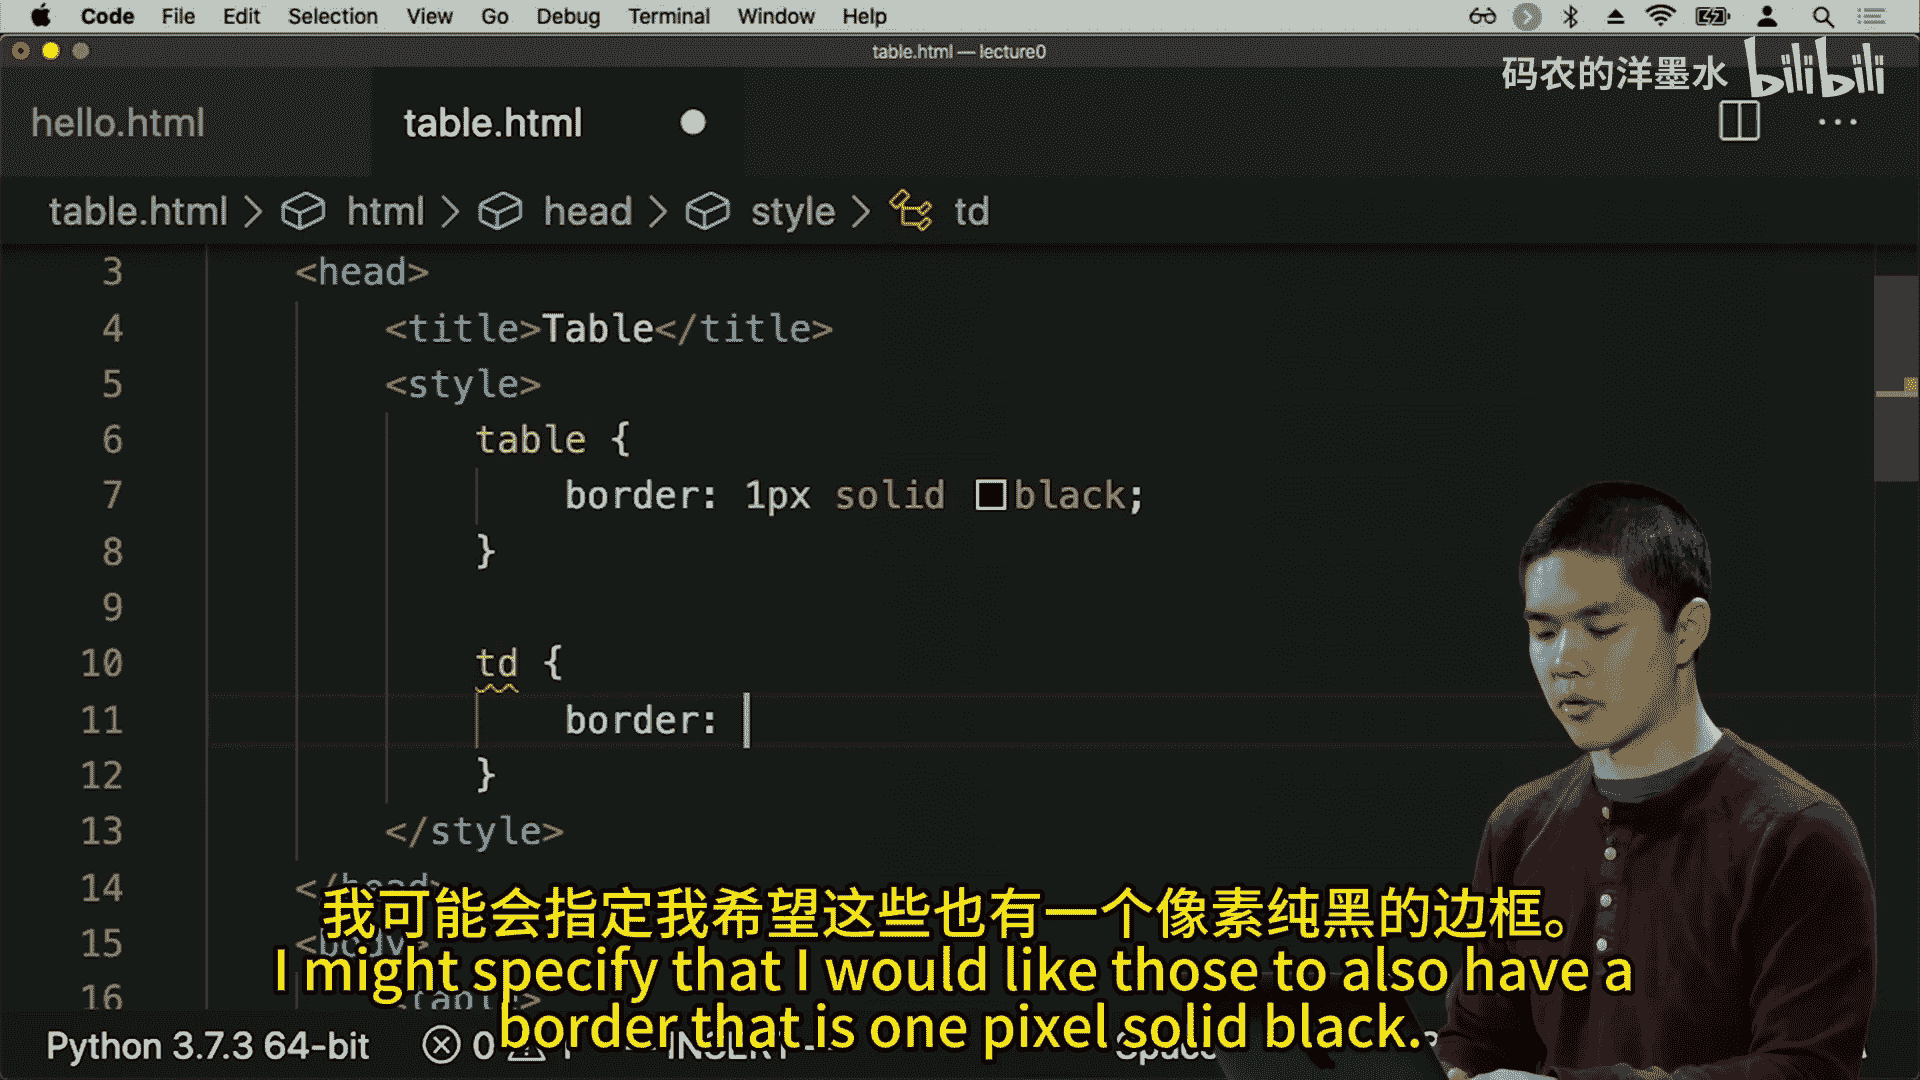 Code File Edit Selection View Go Debug Terminal Window Help
table.html — lecture0
码农的洋墨水 bilibili
hello.html table.html
table.html > html > head > style > td
3 <head>
4 <title>Table</title>
5 <style>
6 table {
7 border: 1px solid black;
8 }
9
10 td {
11 border:
12 }
13 </style>
14 </head>
15 <body>
16
我可能会指定我希望这些也有一个像素纯黑的边框。
I might specify that I would like those to also have a
border that is one pixel solid black.
Python 3.7.3 64-bit 0 -- INSERT --